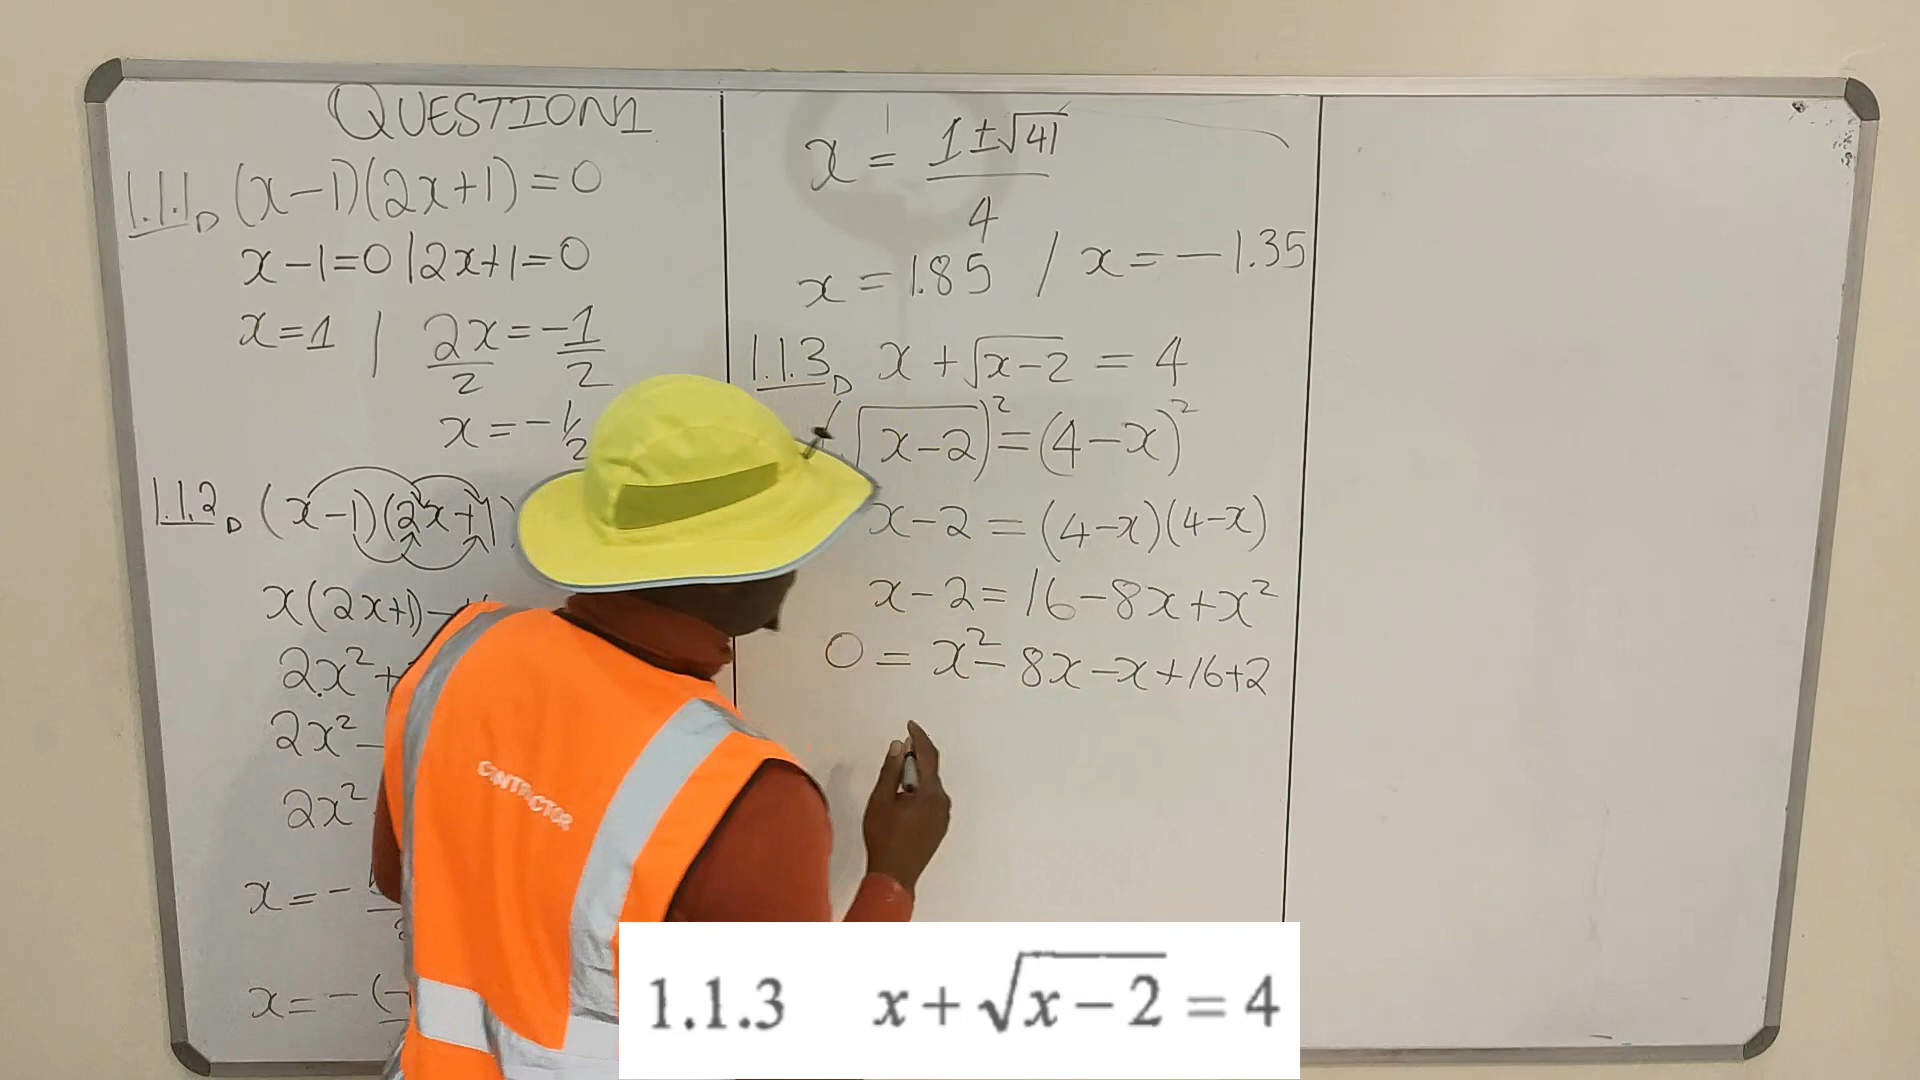 QUESTION 1
1.1.1 (x-1)(2x+1)=0
x-1=0 | 2x+1=0
x=1 | 2x/2 = -1/2
x=-1/2
1.1.2 (x-1)(2x+1)
x(2x+1)-
2x²+
2x²-
2x²
x=-
x=-(-
x = 1±√41 / 4
x = 1.85 / x = -1.35
1.1.3 x+√x-2 = 4
(√x-2)² = (4-x)²
x-2 = (4-x)(4-x)
x-2 = 16-8x+x²
0 = x²-8x-x+16+2
CONTRACTOR
1.1.3 x+√x-2 = 4